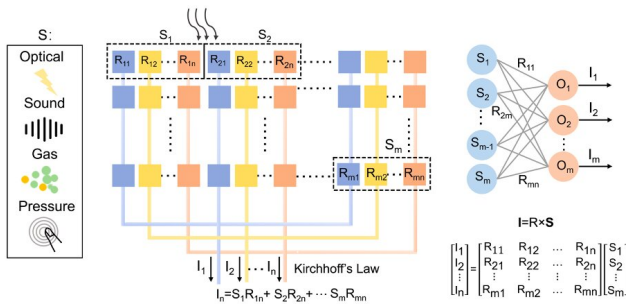 S:
Optical
Sound
Gas
Pressure
S1 S2
R11 R12 ······ R1n R21 R22 ······ R2n
Sm
Rm1 Rm2 ··· Rmn
I1 I2 ··· In Kirchhoff's Law
In=S1R1n+ S2R2n+ ··· SmRmn
S1
S2
Sm-1
Sm
R11
R2m
Rmn
O1
O2
Om
I1
I2
Im
I=R×S
I1 R11 R12 ... R1n S1
I2 = R21 R22 ... R2n S2
⋮ ⋮ ⋮ ⋮ ⋮
In Rm1 Rm2 ... Rmn Sm